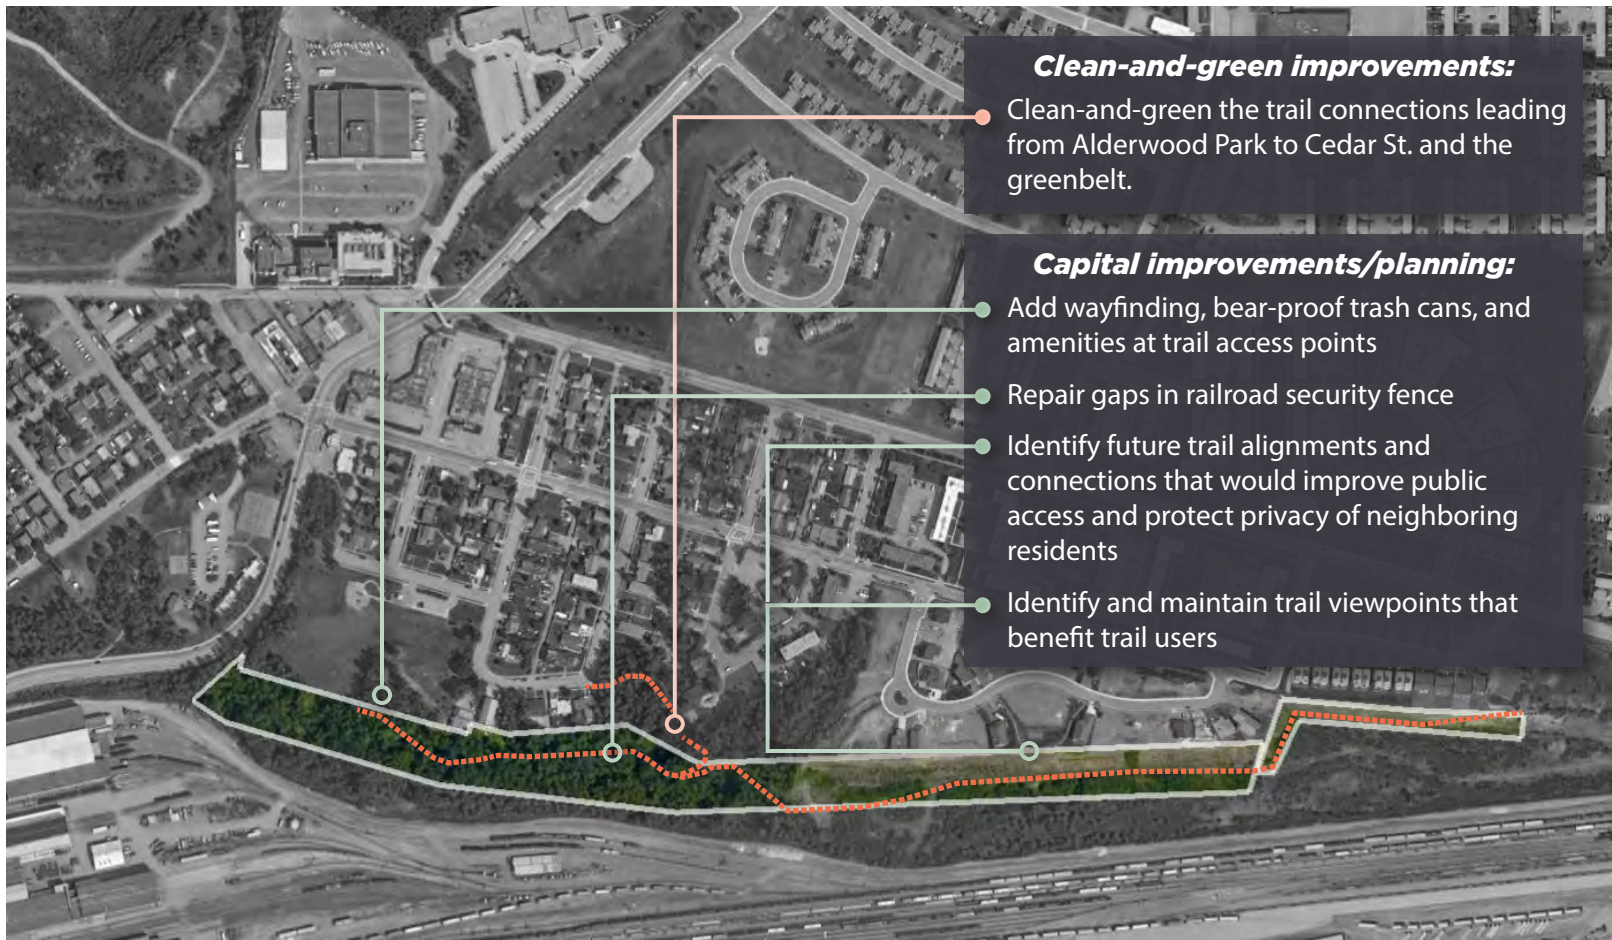 Clean-and-green improvements:
Clean-and-green the trail connections leading
from Alderwood Park to Cedar St. and the
greenbelt.
Capital improvements/planning:
Add wayfinding, bear-proof trash cans, and
amenities at trail access points
Repair gaps in railroad security fence
Identify future trail alignments and
connections that would improve public
access and protect privacy of neighboring
residents
Identify and maintain trail viewpoints that
benefit trail users